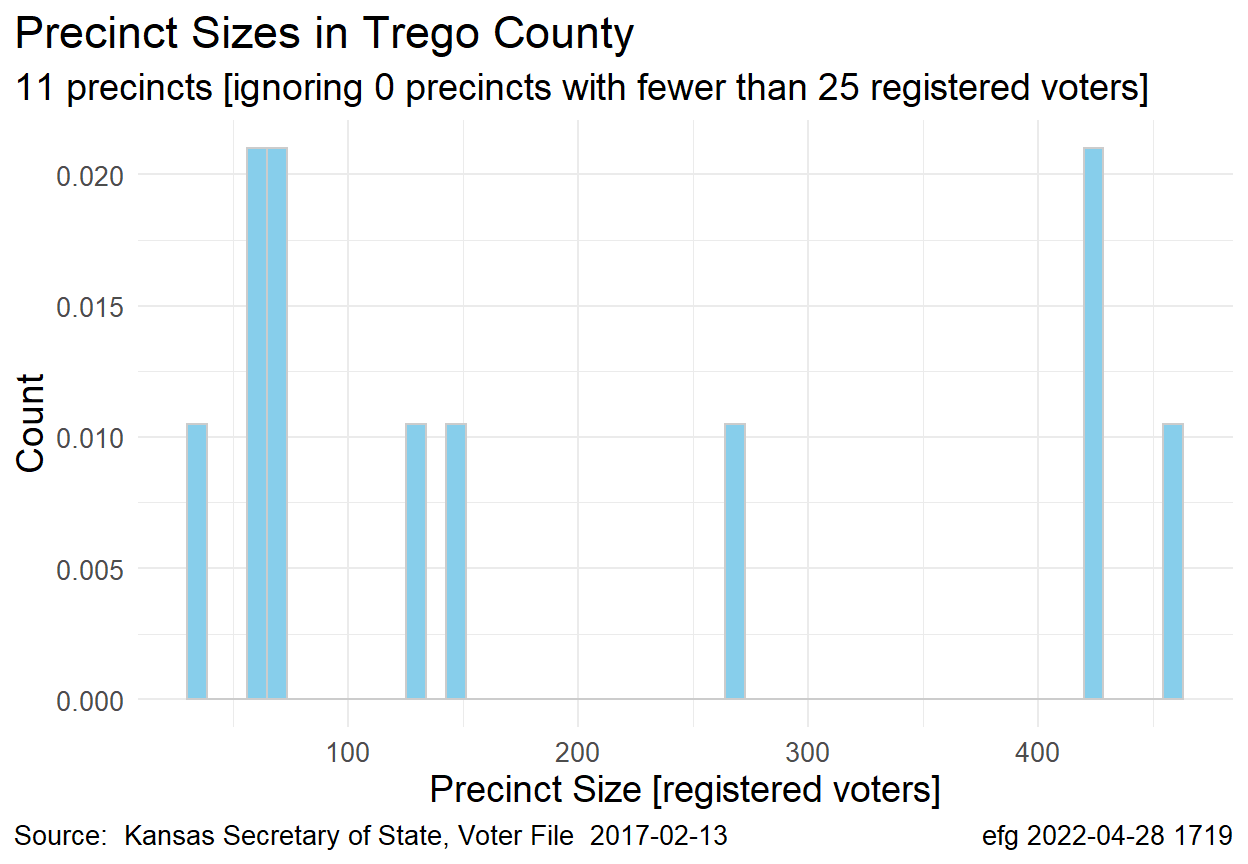 Precinct Sizes in Trego County
11 precincts [ignoring 0 precincts with fewer than 25 registered voters]
0.020
0.015
0.010
0.005
0.000
Count
100 200 300 400
Precinct Size [registered voters]
Source:  Kansas Secretary of State, Voter File  2017-02-13 efg 2022-04-28 1719